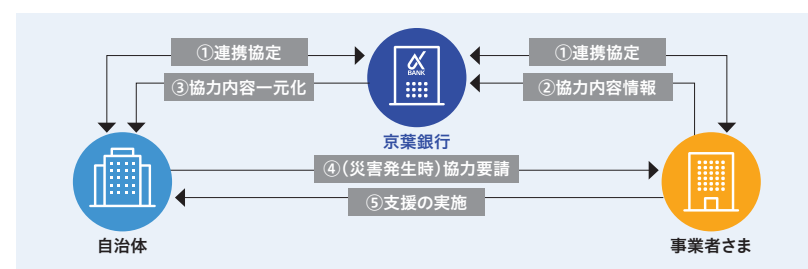 ①連携協定
①連携協定
α
BANK
③協力内容一元化
②協力内容情報
京葉銀行
④(災害発生時)協力要請
⑤支援の実施
自治体
事業者さま